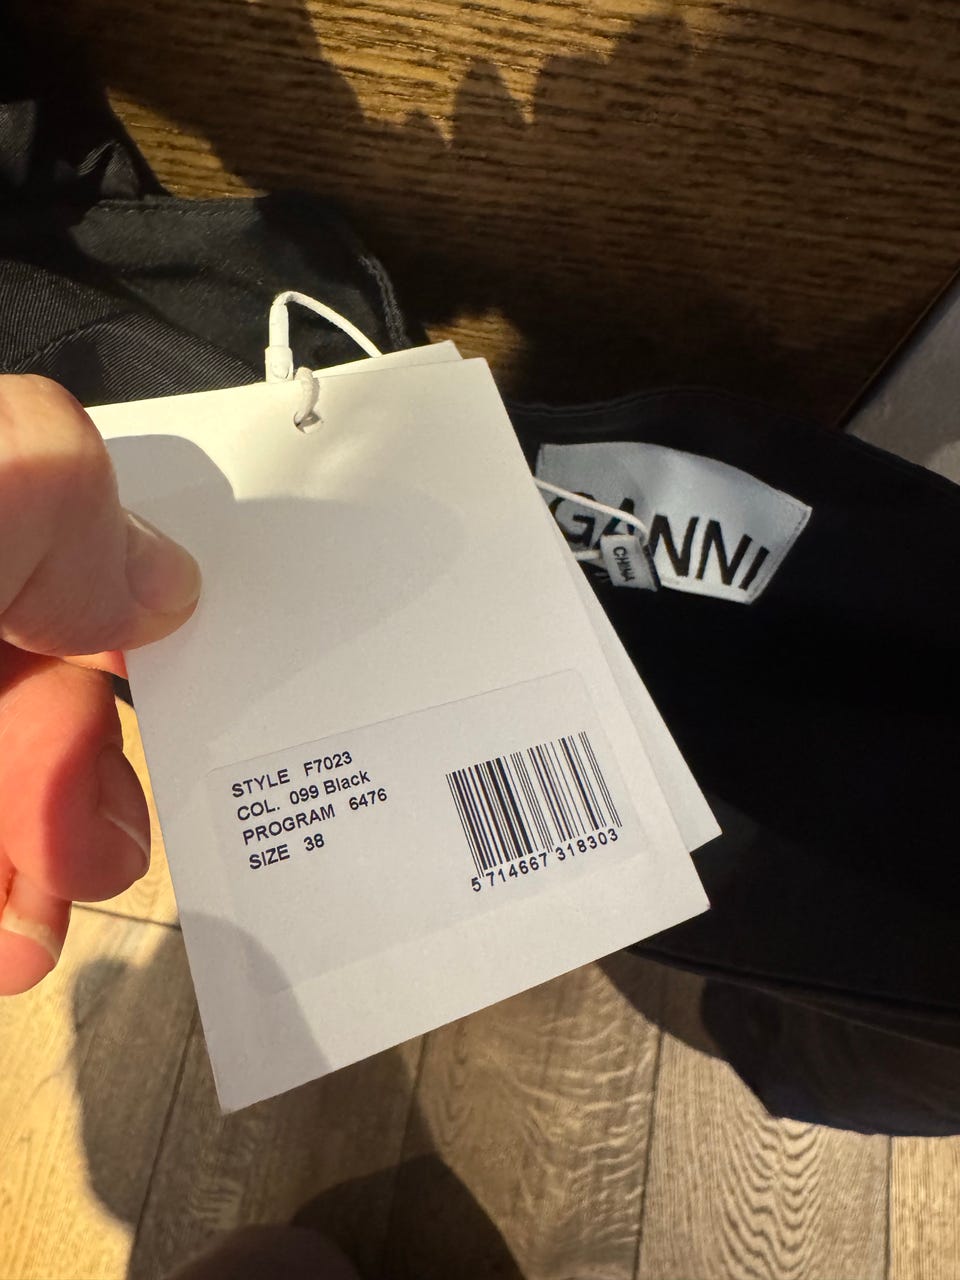 GANNI
CHINA
STYLE F7023
COL. 099 Black
PROGRAM 6476
SIZE 38
5 714667 318303